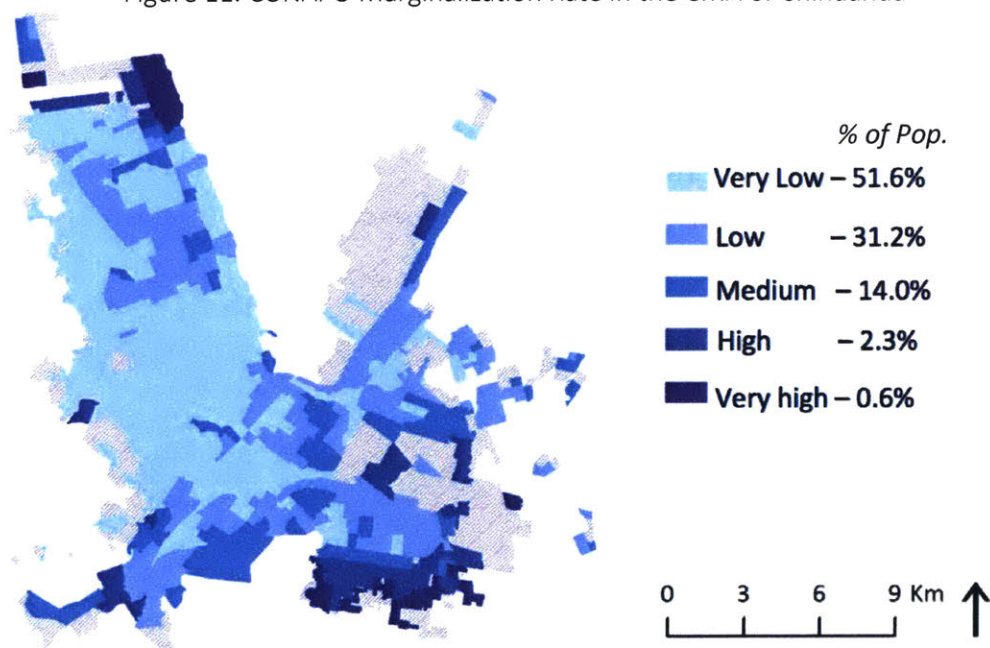 % of Pop.
Very Low – 51.6%
Low – 31.2%
Medium – 14.0%
High – 2.3%
Very high – 0.6%
0 3 6 9 Km